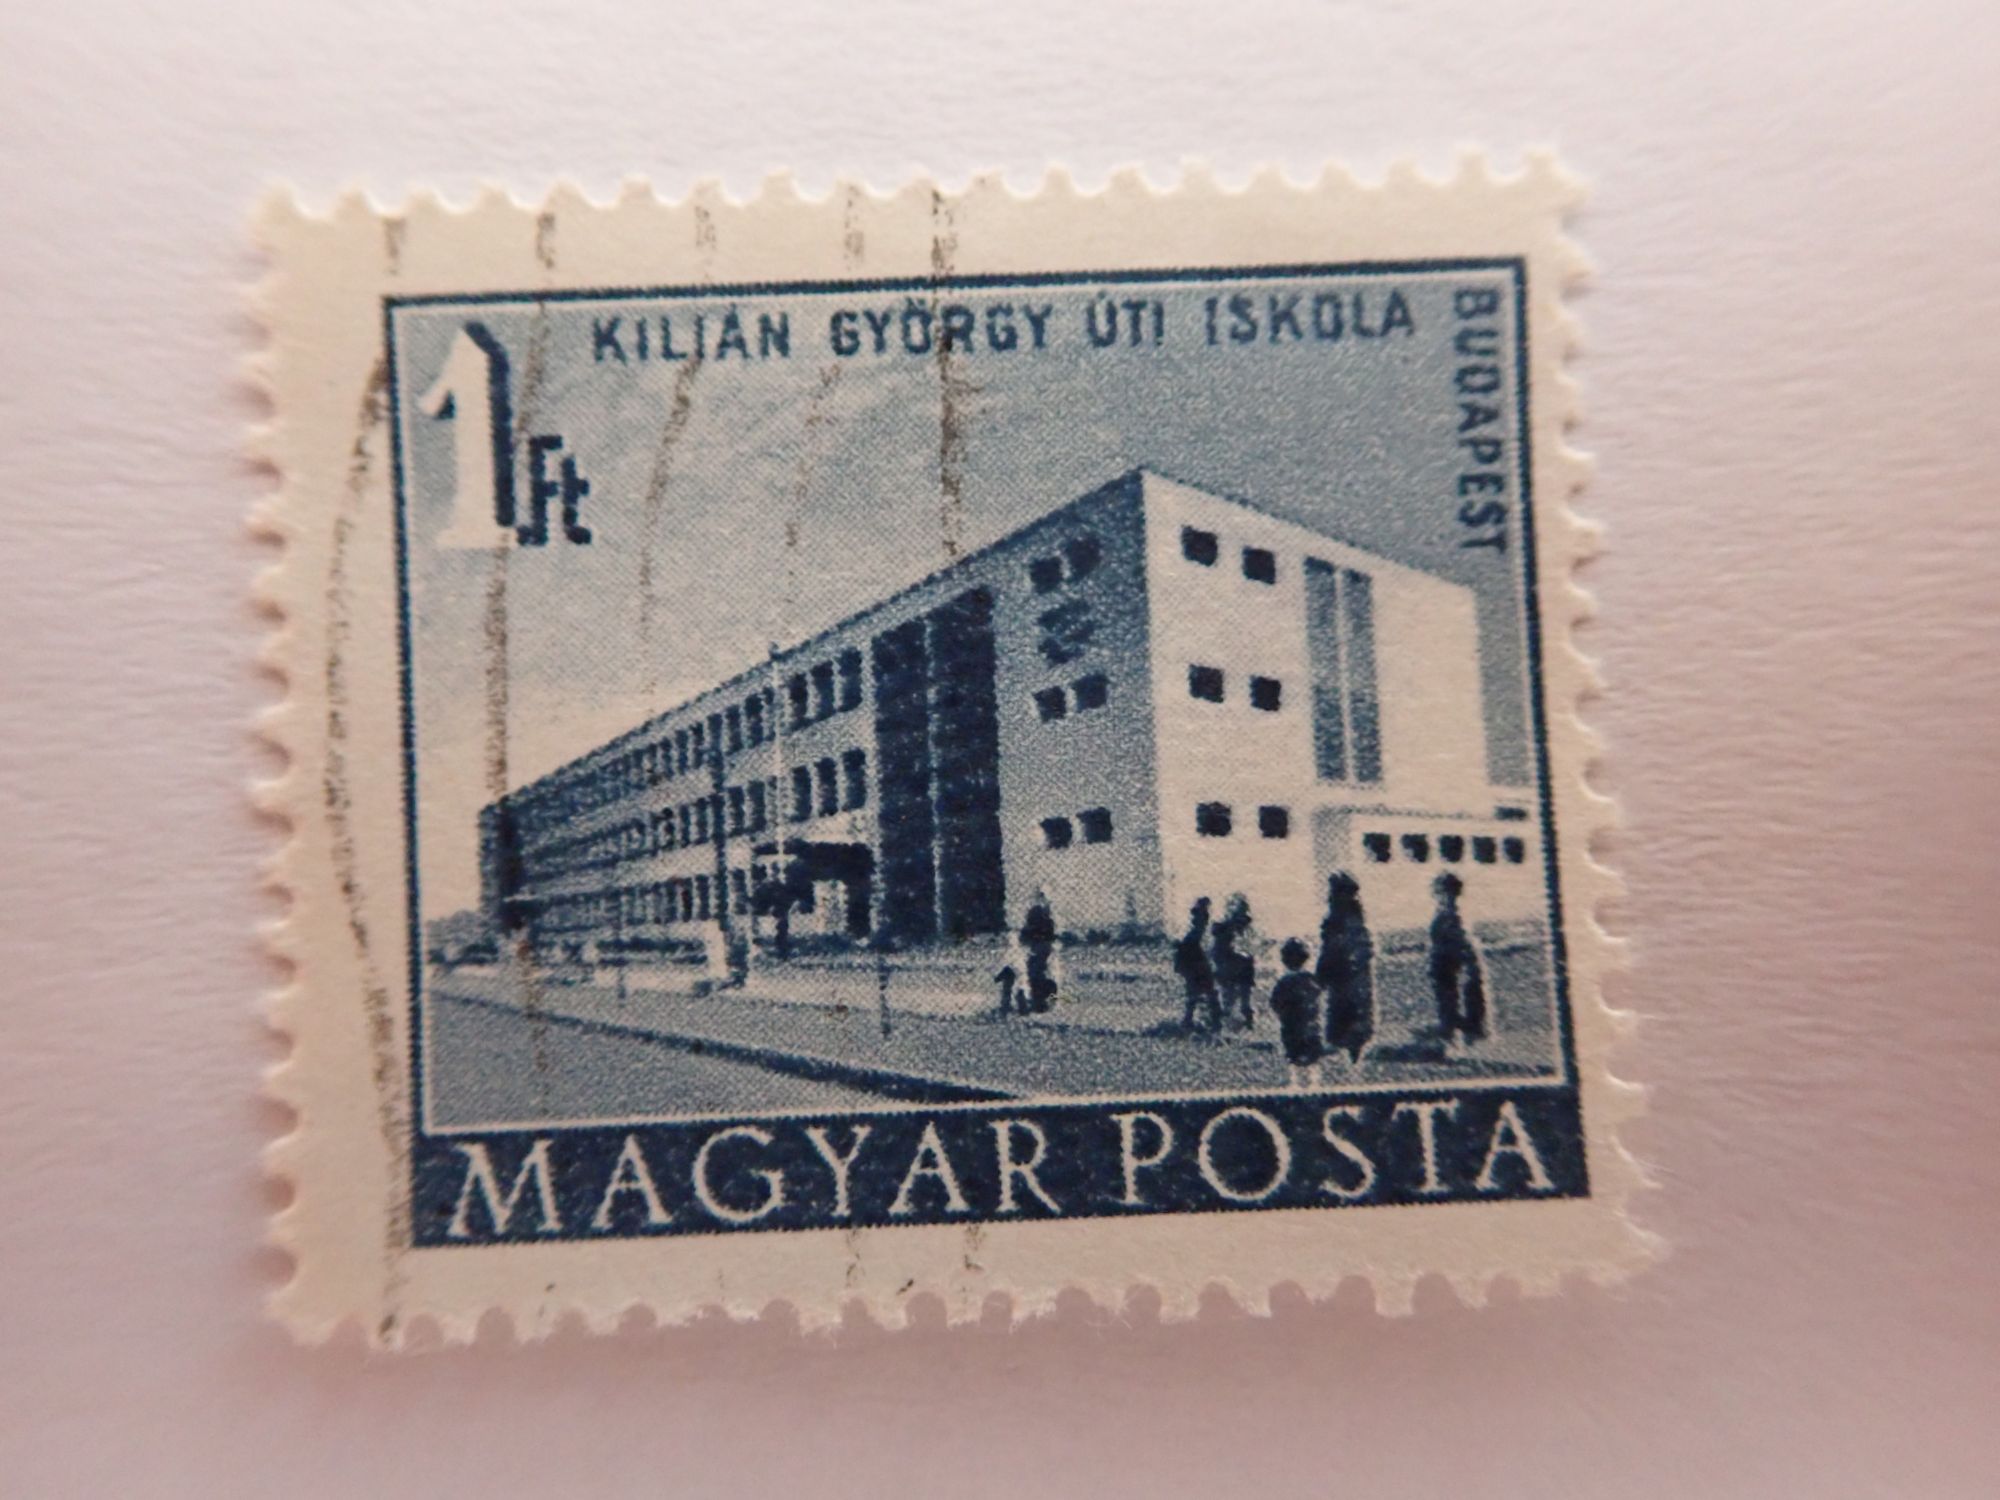 1 Ft
KILIÁN GYÖRGY ÚTI ISKOLA
BUDAPEST
MAGYAR POSTA